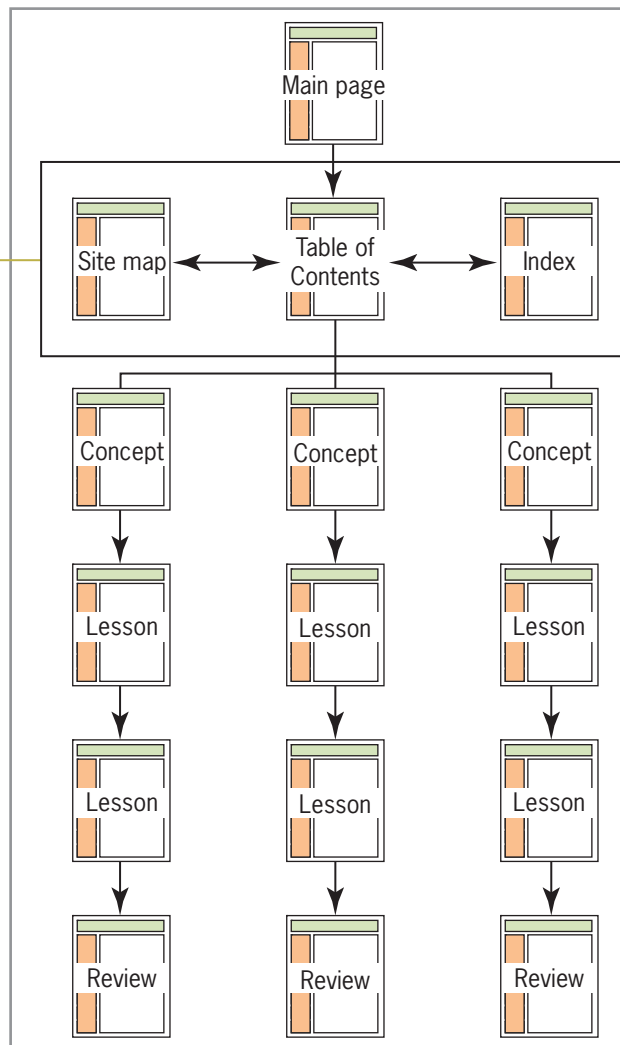 Main page
Site map
Table of
Contents
Index
Concept
Concept
Concept
Lesson
Lesson
Lesson
Lesson
Lesson
Lesson
Review
Review
Review